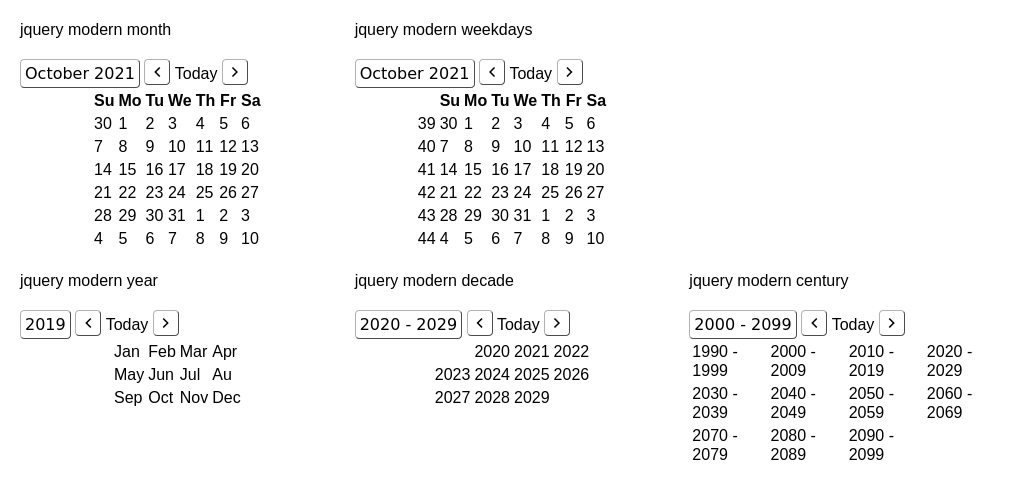 jquery modern month
October 2021 < Today >
Su Mo Tu We Th Fr Sa
30 1 2 3 4 5 6
7 8 9 10 11 12 13
14 15 16 17 18 19 20
21 22 23 24 25 26 27
28 29 30 31 1 2 3
4 5 6 7 8 9 10
jquery modern weekdays
October 2021 < Today >
Su Mo Tu We Th Fr Sa
39 30 1 2 3 4 5 6
40 7 8 9 10 11 12 13
41 14 15 16 17 18 19 20
42 21 22 23 24 25 26 27
43 28 29 30 31 1 2 3
44 4 5 6 7 8 9 10
jquery modern year
2019 < Today >
Jan Feb Mar Apr
May Jun Jul Au
Sep Oct Nov Dec
jquery modern decade
2020 - 2029 < Today >
2020 2021 2022
2023 2024 2025 2026
2027 2028 2029
jquery modern century
2000 - 2099 < Today >
1990 - 2000 - 2010 - 2020 -
1999 2009 2019 2029
2030 - 2040 - 2050 - 2060 -
2039 2049 2059 2069
2070 - 2080 - 2090 -
2079 2089 2099